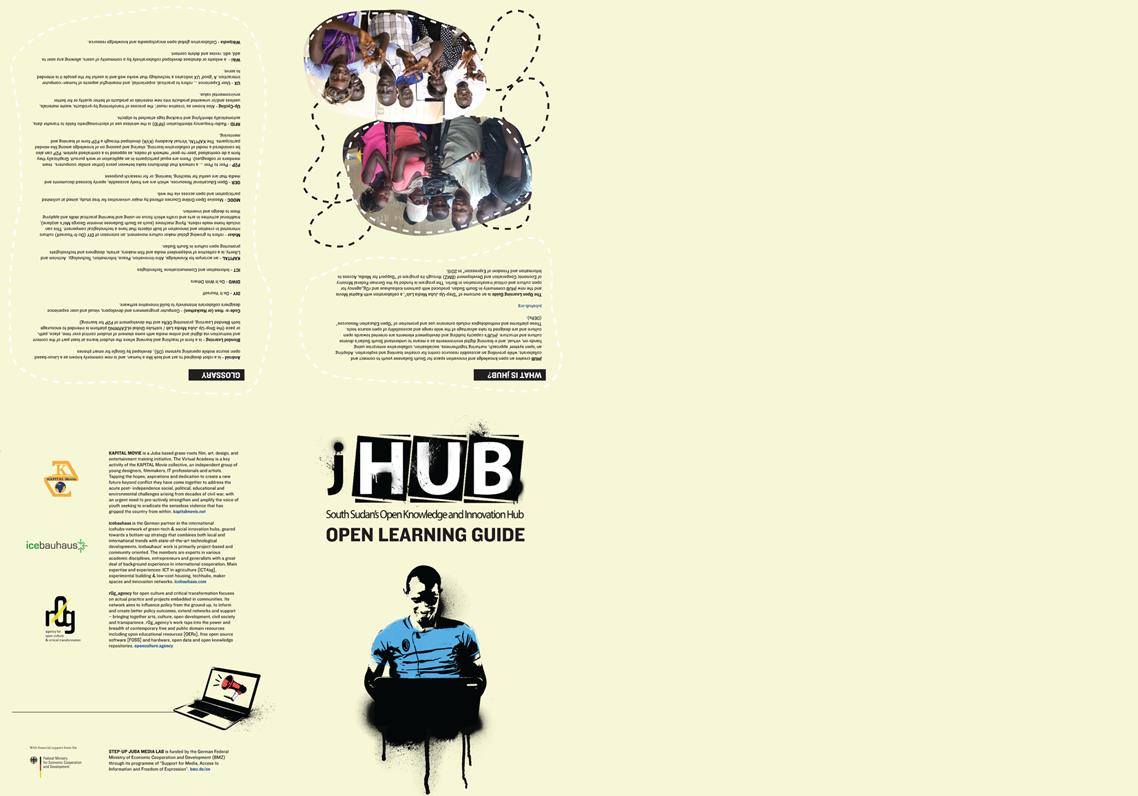 jHUB
South Sudan's Open Knowledge and Innovation Hub
OPEN LEARNING GUIDE
K
KAPITAL Movie
KAPITAL MOVIE is a Juba based grass-roots film, art, design, and
entertainment training initiative. The Virtual Academy is a key
activity of the KAPITAL Movie collective, an independent group of
young designers, filmmakers, IT professionals and artists.
Tapping the hopes, aspirations and dedication to create a new
future beyond conflict they have come together to address the
acute post- independence social, political, educational and
environmental challenges arising from decades of civil war, with
an urgent need to pro-actively strengthen and amplify the voice of
youth seeking to eradicate the senseless violence that has
gripped the country from within. kapitalmovie.net
icebauhaus
icebauhaus is the German partner in the international
icehubs-network of green-tech & social innovation hubs, geared
towards a bottom-up strategy that combines both local and
international trends with state-of-the-art technological
developments. icebauhaus' work is primarily project-based and
community oriented. The members are experts in various
academic disciplines, entrepreneurs and generalists with a great
deal of background experience in international cooperation. Main
expertise and experiences: ICT in agriculture [ICT4ag],
experimental building & low-cost housing, techhubs, maker
spaces and innovation networks. icebauhaus.com
r0g
agency for
open culture
& critical transformation
r0g_agency for open culture and critical transformation focuses
on actual practice and projects embedded in communities. Its
network aims to influence policy from the ground up, to inform
and create better policy outcomes, extend networks and support
– bringing together arts, culture, open development, civil society
and transparence. r0g_agency's work taps into the power and
breadth of contemporary free and public domain resources
including open educational resources [OERs], free open source
software [FOSS] and hardware, open data and open knowledge
repositories. openculture.agency
With financial support from the
Federal Ministry
for Economic Cooperation
and Development
STEP-UP JUBA MEDIA LAB is funded by the German Federal
Ministry of Economic Cooperation and Development (BMZ)
through its programme of "Support for Media, Access to
Information and Freedom of Expression". bmz.de/en
WHAT IS jHUB?
jHUB creates an open knowledge and innovation space for South Sudanese youth to connect and
collaborate, while providing an accessible resource centre for creative learning and exploration. Adopting
an 'open systems' approach, nurturing togetherness, socialisation, collaborative enterprise using
hands-on, virtual, and e-learning digital environments as a means to understand South Sudan's diverse
culture and structure. jHUB's capacity building and development elements are oriented towards open
content and are designed to take advantage of the wide range and accessibility of open source tools.
These platforms and methodologies include extensive use and promotion of "Open Education Resources"
(OERs).
jubahub.org
The Open Learning Guide is an outcome of "Step-Up Juba Media Lab", a collaboration with Kapital Movie
and the new jHUB community in South Sudan, produced with partners icebauhaus and r0g_agency for
open culture and critical transformation in Berlin. The program is funded by the German Federal Ministry
of Economic Cooperation and Development (BMZ) through its program of "Support for Media, Access to
Information and Freedom of Expression" in 2015.
GLOSSARY
Android - is a robot designed to act and look like a human, and is now commonly known as a Linux-based
open source mobile operating systems (OS), developed by Google for smart phones
Blended Learning - is a form of teaching and learning where the students learns at least part of the content
and instruction via digital and online media with some element of student control over time, place, path,
or pace (the Step-Up Juba Media Lab / icstitute Global eLEARNING platform is intended to encourage
Blended Learning, promoting OERs and the development of P2P learning)
Code-a-thon (or Hackathon) - Computer programmers and developers, visual and user experience
designers collaborate intensively to build innovative software.
DIY - Do It Yourself
DIWO - Do It With Others
ICT - Information and Communications Technologies
KAPITAL - an acronym for Knowledge, Afro-Innovation, Peace, Information, Technology, Activism and
Liberty, is a collective of independent media and film makers, artists, designers and technologists
promoting open culture in South Sudan.
Maker - refers to growing global maker culture movement, an extension of DIY (Do-It-Yourself) culture
interested in creation and innovation of built objects that have a technological component. This can
include home made robots, flying machines (such as South Sudanese inventor George Mel's airplane),
traditional activities in arts and crafts which focus on using and learning practical skills and applying
them to design and invention.
MOOC - Massive Open Online Courses offered by major universities for free study, aimed at unlimited
participation and open access via the web.
OER - Open Educational Resources, which are are freely accessible, openly licensed documents and
media that are useful for teaching, learning, or for research purposes
P2P - Peer to Peer ... a network that distributes tasks between peers (other similar computers, team
members or colleagues). Peers are equal participants in an application or work pursuit. Graphically they
form a de-centralised 'peer-to-peer' network of nodes, as opposed to a centralised system. P2P can also
be considered a model of collaborative learning, sharing and passing on of knowledge among like-minded
participants. The KAPITAL Virtual Academy (KVA) developed through a P2P form of learning and
mentoring.
RFID - Radio-frequency identification (RFID) is the wireless use of electromagnetic fields to transfer data,
automatically identifying and tracking tags attached to objects.
Up-Cycling - Also known as 'creative reuse', the process of transforming by-products, waste materials,
useless and/or unwanted products into new materials or products of better quality or for better
environmental value.
UX - User Experience ... refers to practical, experiential, and meaningful aspects of human-computer
interaction. A 'good' UX indicates a technology that works well and is useful for the people it is intended
to serve.
Wiki - a website or database developed collaboratively by a community of users, allowing any user to
add, edit, revise and delete content.
Wikipedia - Collaborative global open encyclopaedia and knowledge resource.